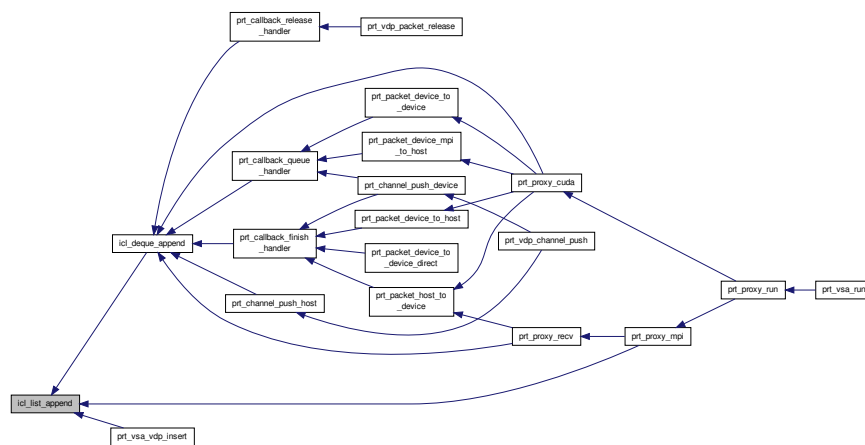 prt_callback_release
_handler
prt_vdp_packet_release
prt_packet_device_to
_device
prt_packet_device_mpi
_to_host
prt_callback_queue
_handler
prt_channel_push_device
prt_proxy_cuda
prt_packet_device_to_host
icl_deque_append
prt_callback_finish
_handler
prt_vdp_channel_push
prt_packet_device_to
_device_direct
prt_packet_host_to
_device
prt_channel_push_host
prt_proxy_run
prt_vsa_run
prt_proxy_recv
prt_proxy_mpi
icl_list_append
prt_vsa_vdp_insert